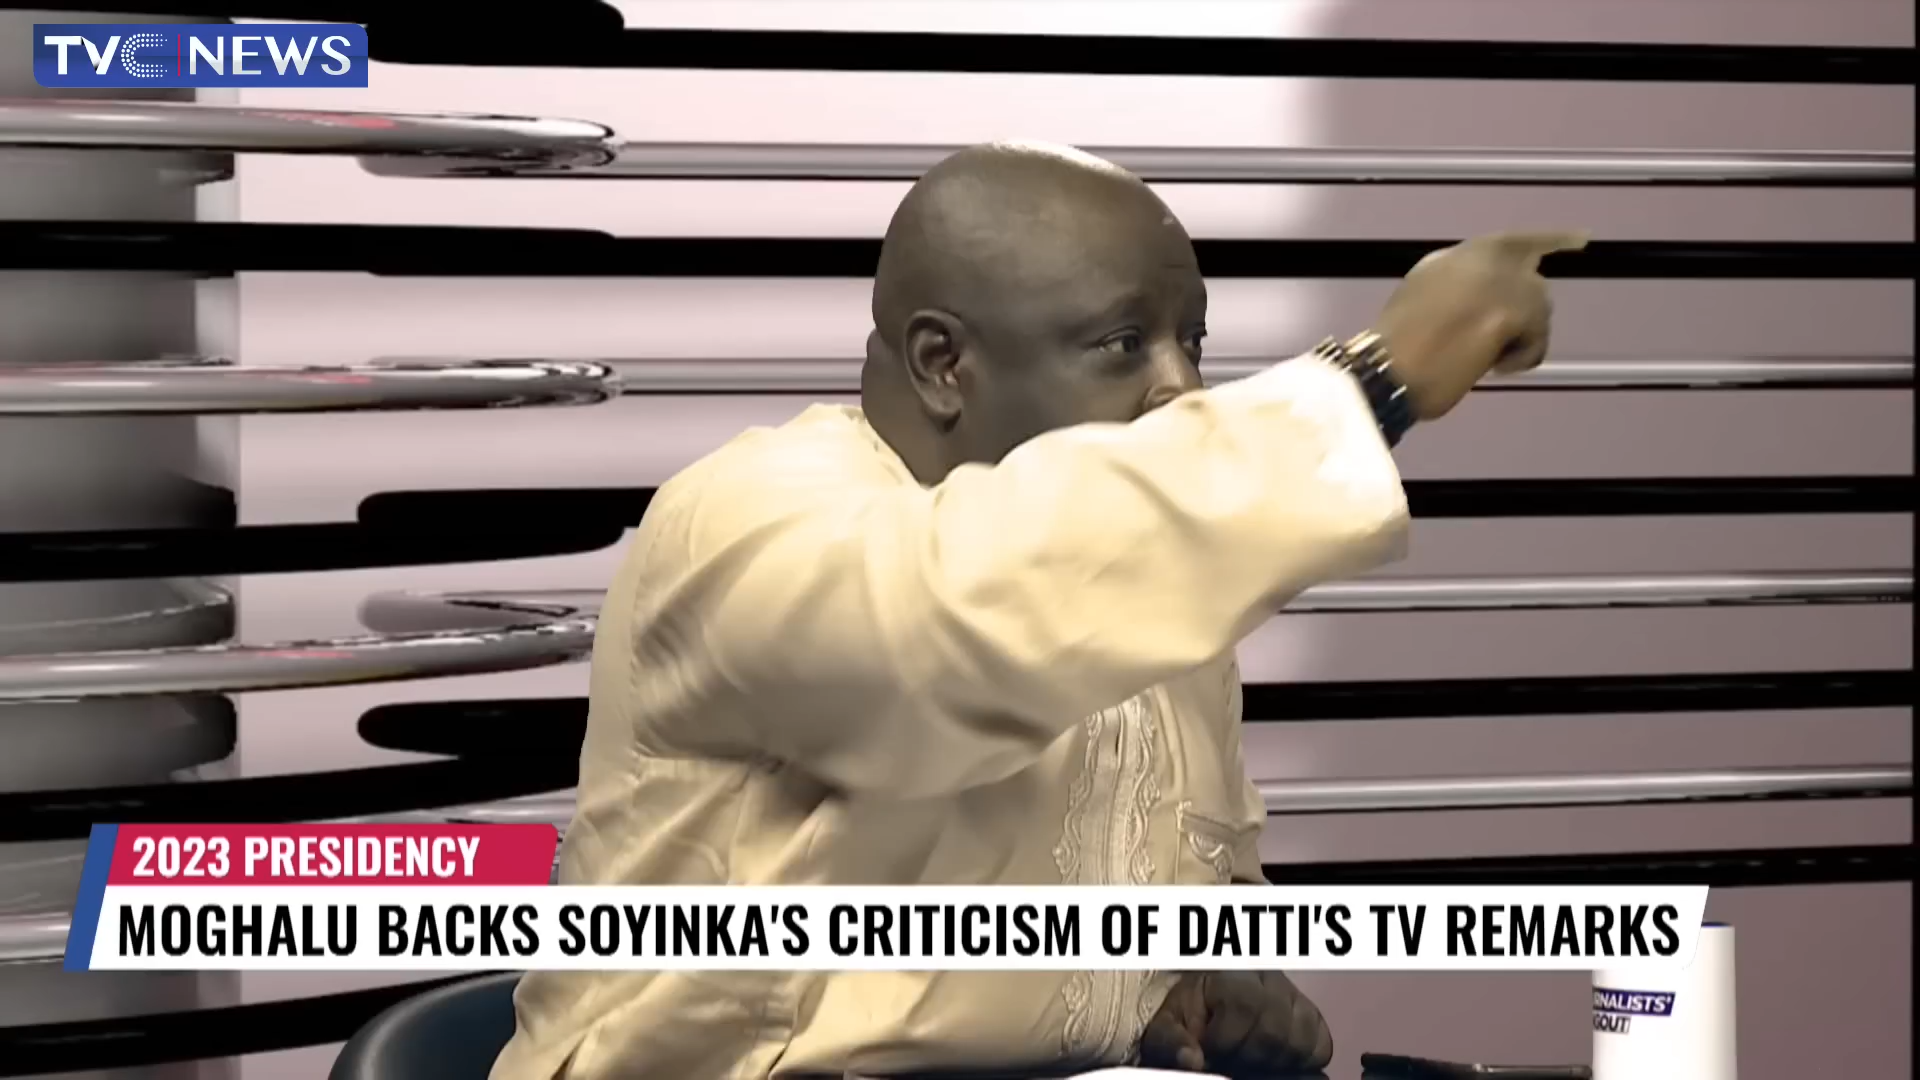 TVC NEWS
2023 PRESIDENCY
MOGHALU BACKS SOYINKA'S CRITICISM OF DATTI'S TV REMARKS